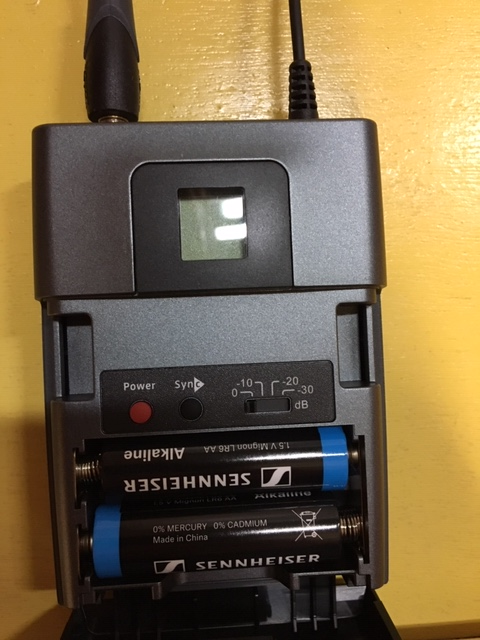 Power Sync -10 -20
0 -30
dB
1.5 V Mignon LR6 AA Alkaline
SENNHEISER
Alkaline
0% MERCURY 0% CADMIUM
Made in China
SENNHEISER